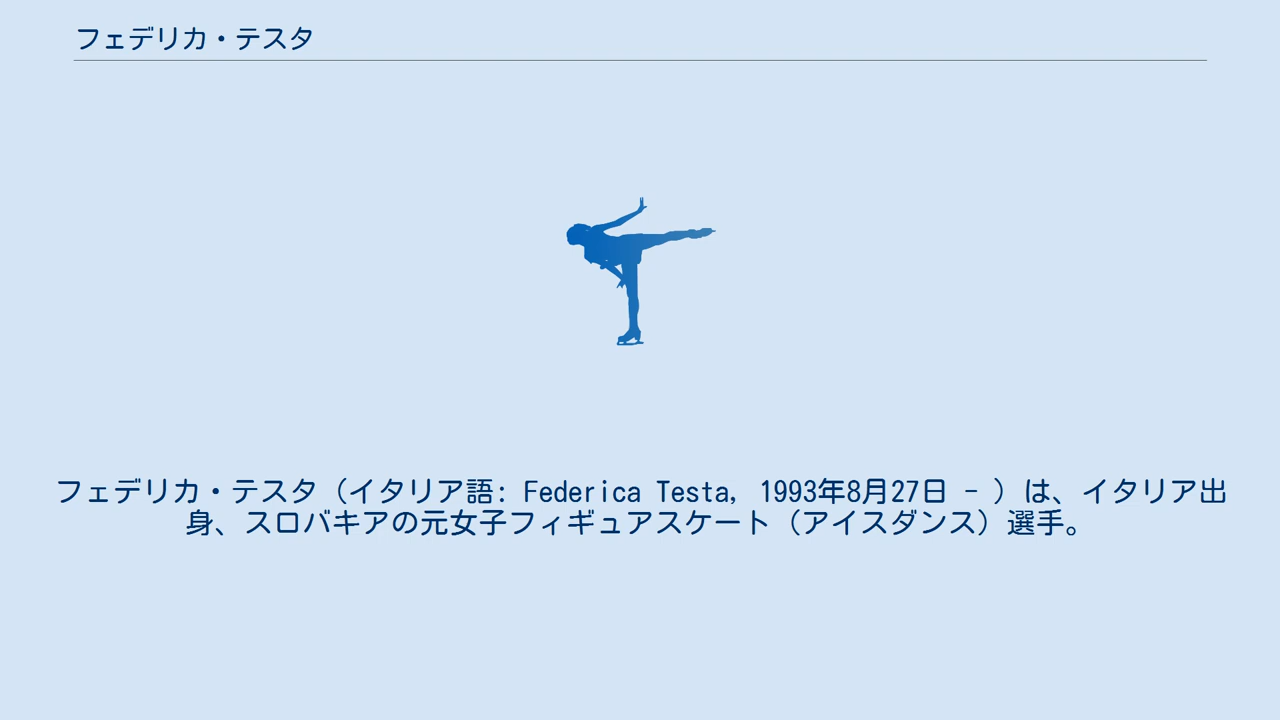 フェデリカ・テスタ
フェデリカ・テスタ（イタリア語: Federica Testa, 1993年8月27日 - ）は、イタリア出
身、スロバキアの元女子フィギュアスケート（アイスダンス）選手。